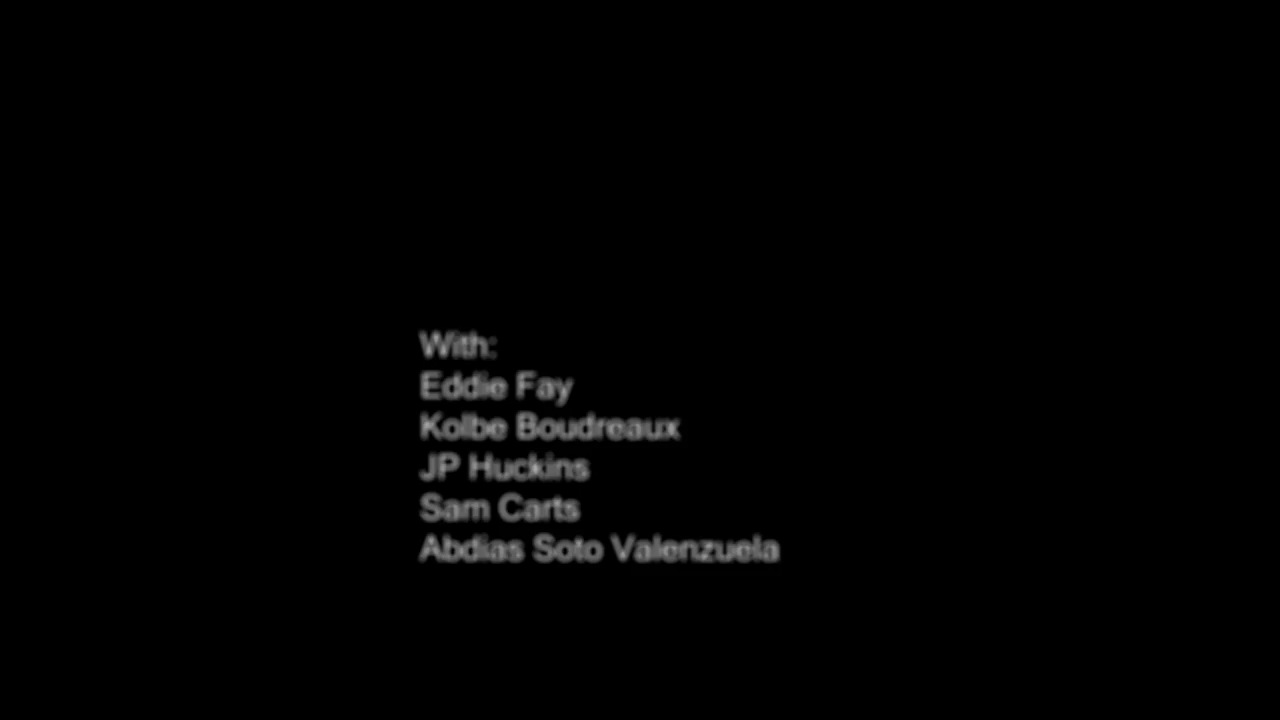 With:
Eddie Fay
Kolbe Boudreaux
JP Huckins
Sam Carts
Abdias Soto Valenzuela